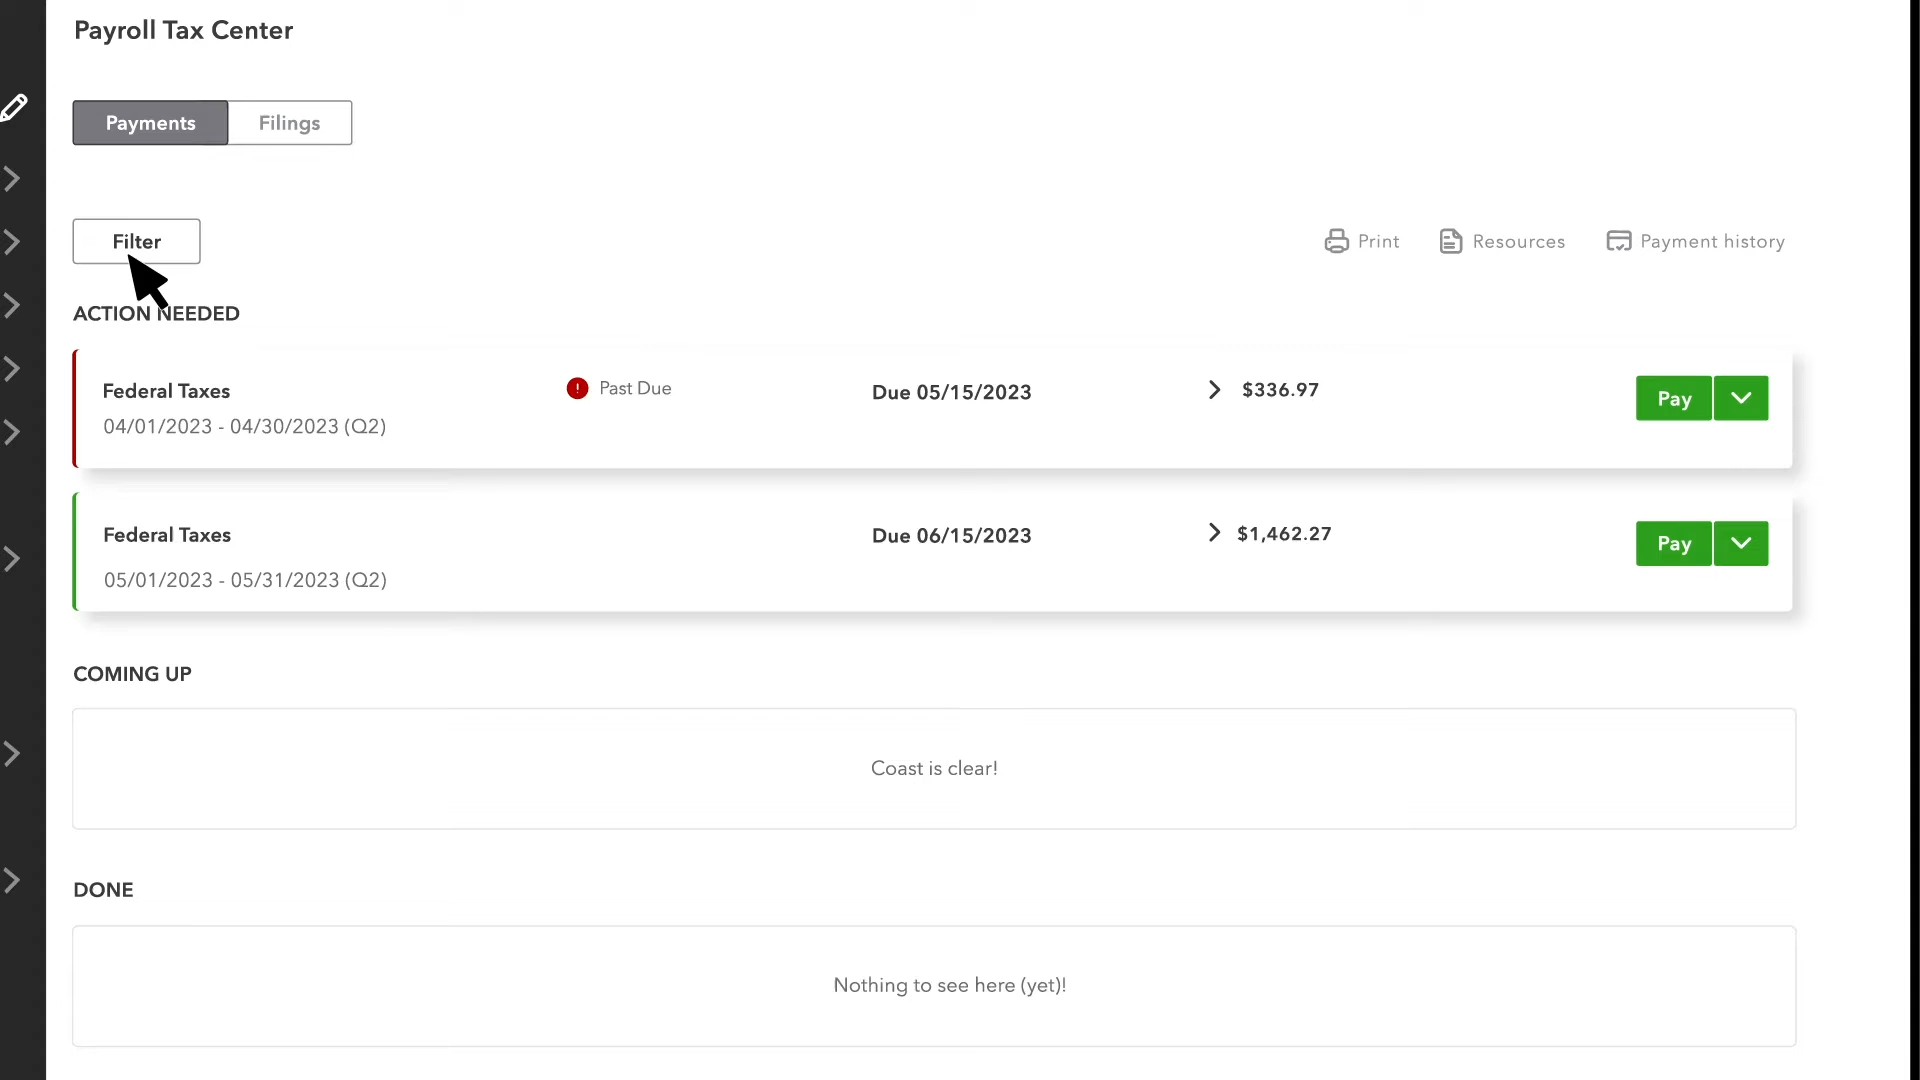 Payroll Tax Center
Payments
Filings
Filter
Print
Resources
Payment history
ACTION NEEDED
Federal Taxes
Past Due
Due 05/15/2023
$336.97
Pay
04/01/2023 - 04/30/2023 (Q2)
Federal Taxes
Due 06/15/2023
$1,462.27
Pay
05/01/2023 - 05/31/2023 (Q2)
COMING UP
Coast is clear!
DONE
Nothing to see here (yet)!